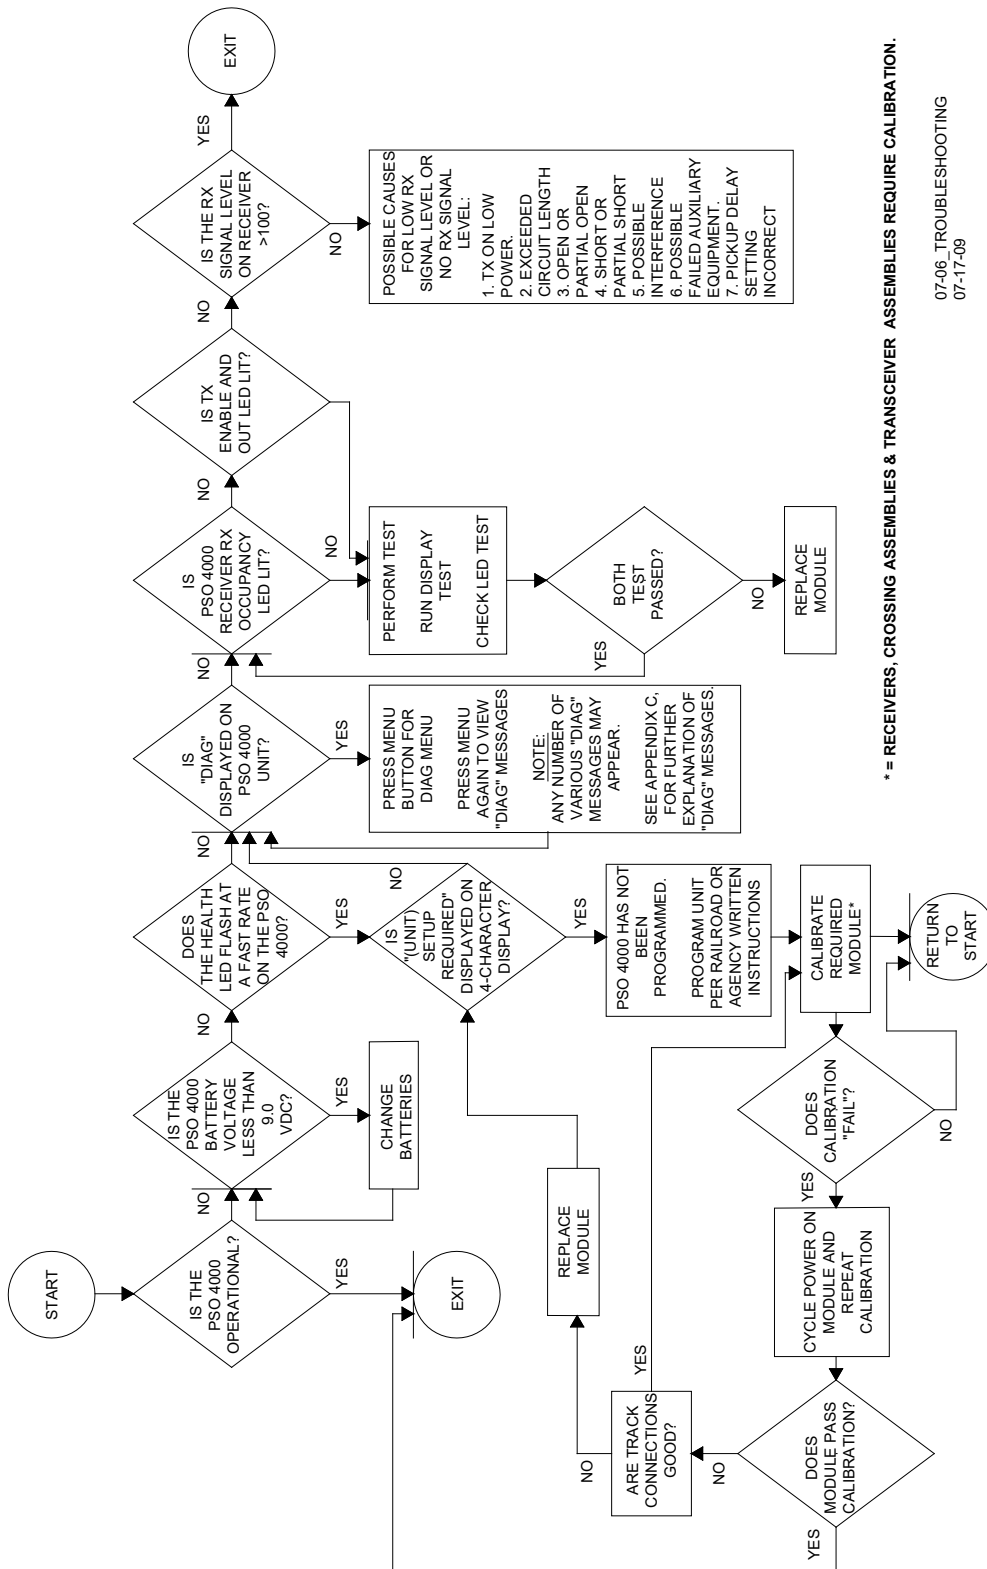 START
IS THE
PSO 4000
OPERATIONAL?
NO
YES
EXIT
IS THE
PSO 4000
BATTERY
VOLTAGE
LESS THAN
9.0
VDC?
NO
YES
CHANGE
BATTERIES
DOES
THE HEALTH
LED FLASH AT
A FAST RATE
ON THE PSO
4000?
NO
YES
IS
"(UNIT)
SETUP
REQUIRED"
DISPLAYED ON
4-CHARACTER
DISPLAY?
NO
YES
PSO 4000 HAS NOT
BEEN
PROGRAMMED.
PROGRAM UNIT
PER RAILROAD OR
AGENCY WRITTEN
INSTRUCTIONS
CALIBRATE
REQUIRED
MODULE*
RETURN
TO
START
DOES
CALIBRATION
"FAIL"?
NO
YES
CYCLE POWER ON
MODULE AND
REPEAT
CALIBRATION
DOES
MODULE PASS
CALIBRATION?
YES
NO
ARE TRACK
CONNECTIONS
GOOD?
YES
NO
REPLACE
MODULE
IS
"DIAG"
DISPLAYED ON
PSO 4000
UNIT?
NO
YES
PRESS MENU
BUTTON FOR
DIAG MENU
PRESS MENU
AGAIN TO VIEW
"DIAG" MESSAGES
NOTE:
ANY NUMBER OF
VARIOUS "DIAG"
MESSAGES MAY
APPEAR.
SEE APPENDIX C,
FOR FURTHER
EXPLANATION OF
"DIAG" MESSAGES.
IS
PSO 4000
RECEIVER RX
OCCUPANCY
LED LIT?
NO
NO
PERFORM TEST
RUN DISPLAY
TEST
CHECK LED TEST
BOTH
TEST
PASSED?
YES
NO
REPLACE
MODULE
IS TX
ENABLE AND
OUT LED LIT?
NO
IS THE RX
SIGNAL LEVEL
ON RECEIVER
>100?
YES
EXIT
NO
POSSIBLE CAUSES
FOR LOW RX
SIGNAL LEVEL OR
NO RX SIGNAL
LEVEL:
1. TX ON LOW
POWER.
2. EXCEEDED
CIRCUIT LENGTH
3. OPEN OR
PARTIAL OPEN
4. SHORT OR
PARTIAL SHORT
5. POSSIBLE
INTERFERENCE
6. POSSIBLE
FAILED AUXILIARY
EQUIPMENT.
7. PICKUP DELAY
SETTING
INCORRECT
* = RECEIVERS, CROSSING ASSEMBLIES & TRANSCEIVER ASSEMBLIES REQUIRE CALIBRATION.
07-06_TROUBLESHOOTING
07-17-09